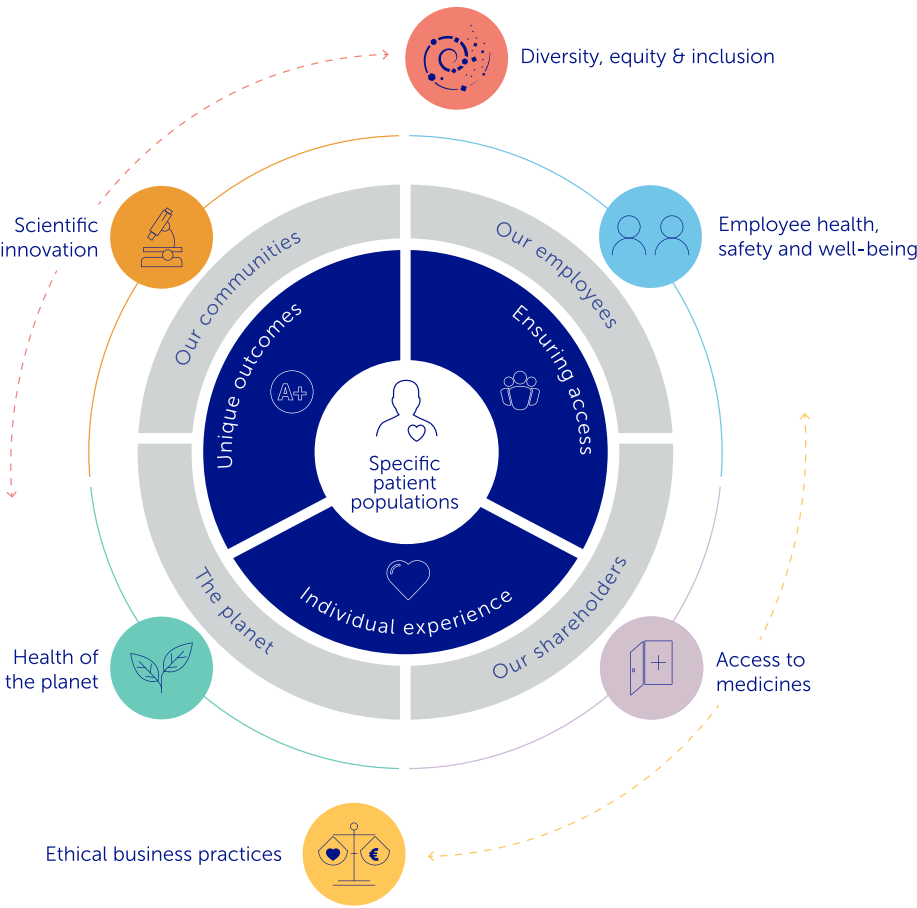 Diversity, equity & inclusion
Scientific
innovation
Employee health,
safety and well-being
Our communities
Our employees
Unique outcomes
A+
Ensuring access
Specific
patient
populations
Individual experience
The planet
Our shareholders
Health of
the planet
Access to
medicines
Ethical business practices
€